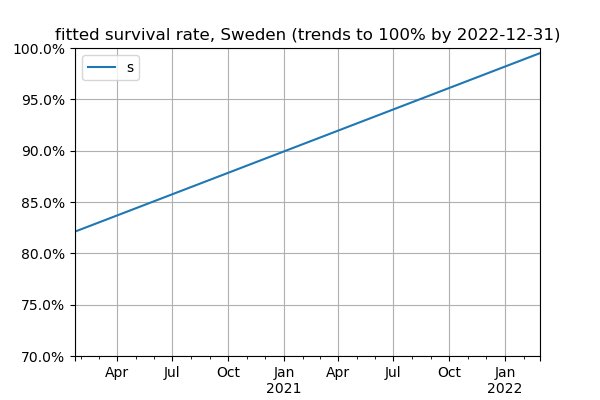 fitted survival rate, Sweden (trends to 100% by 2022-12-31)
100.0%
s
95.0%
90.0%
85.0%
80.0%
75.0%
70.0%
Apr Jul Oct Jan Apr Jul Oct Jan
2021 2022